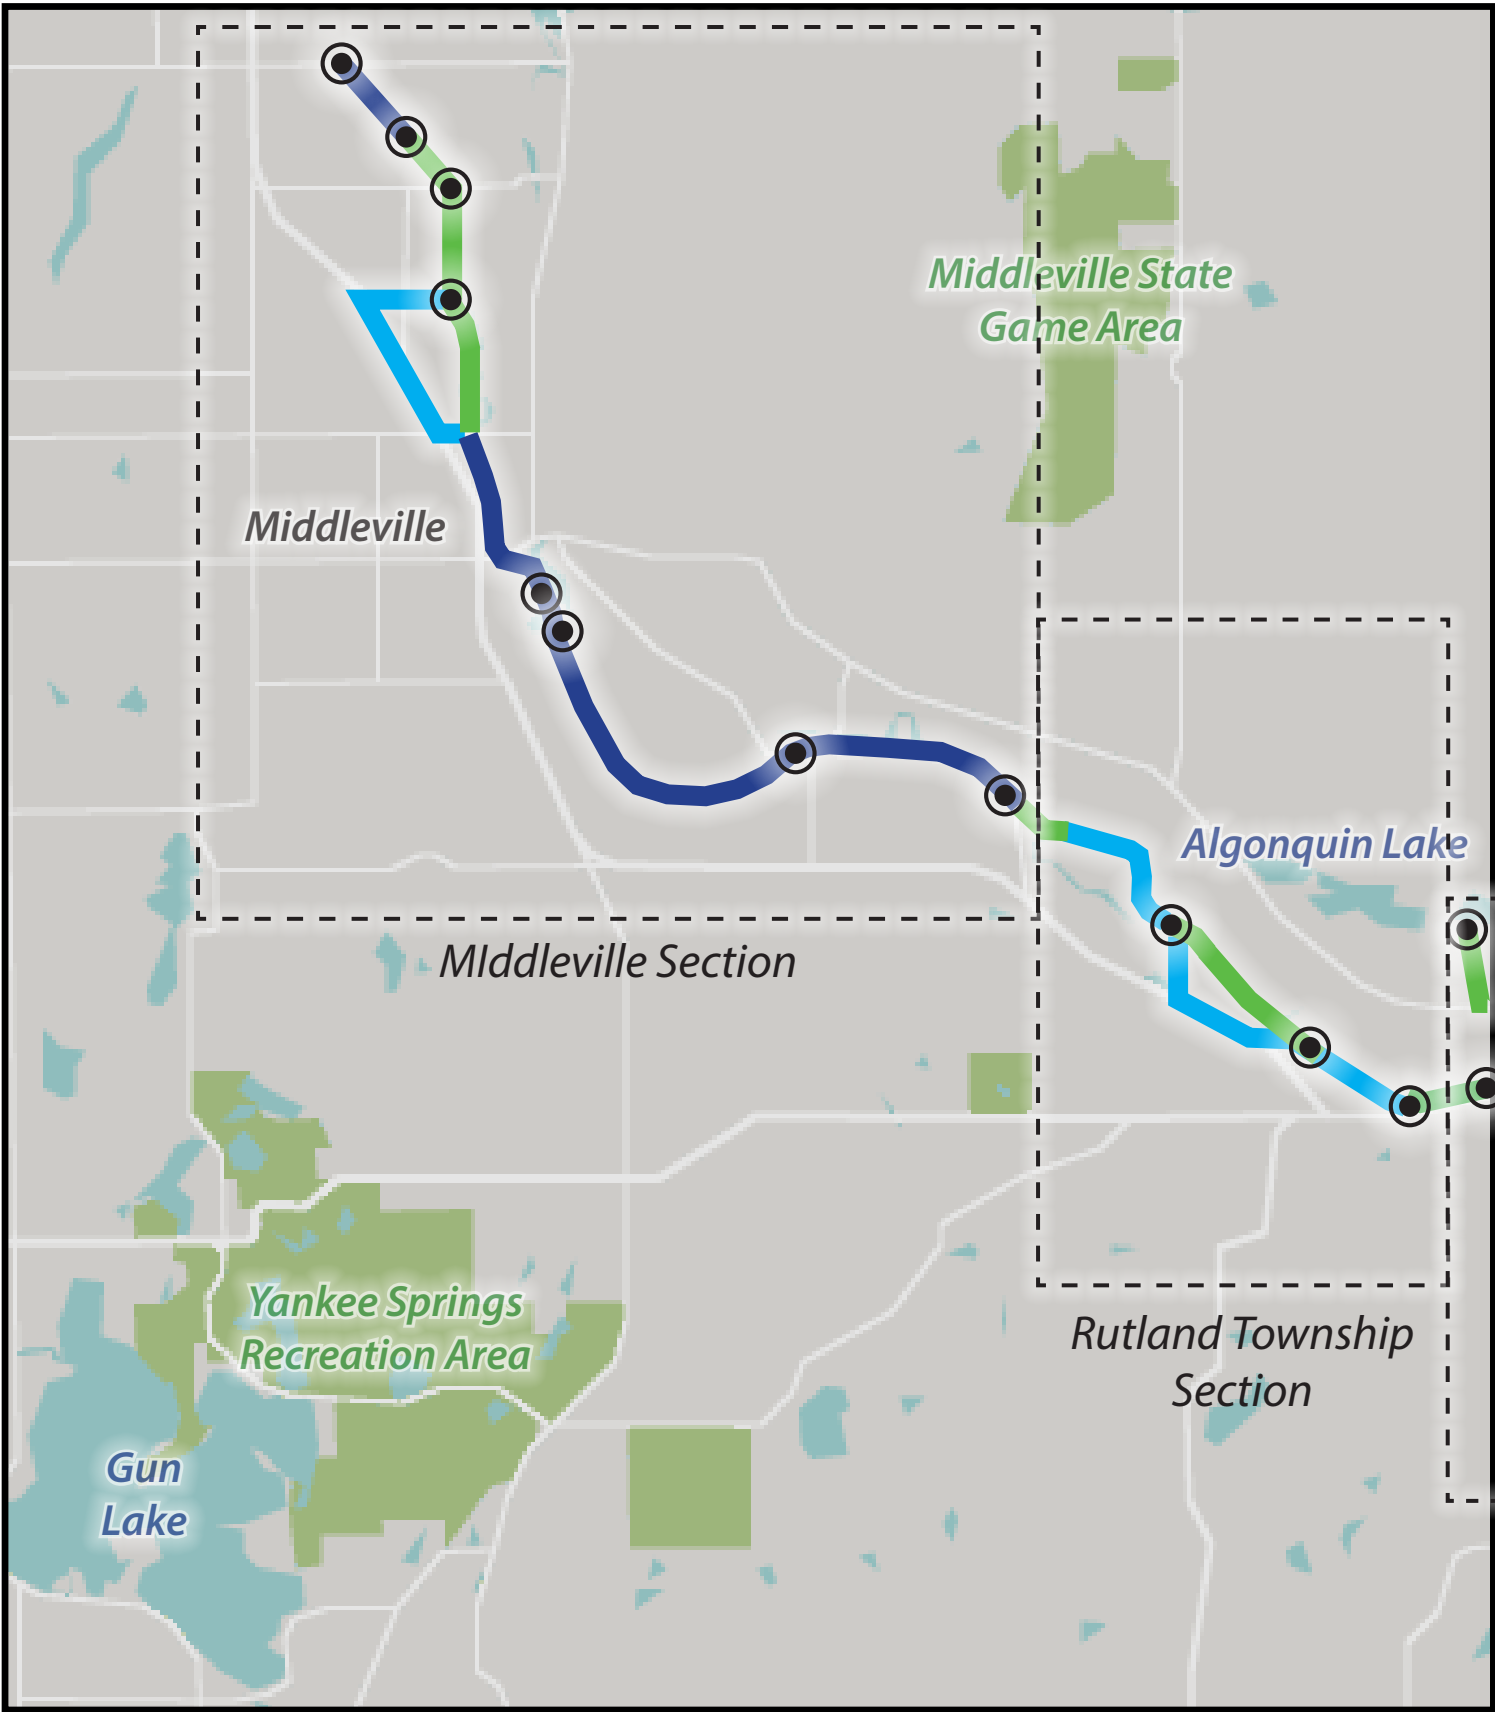 Middleville State
Game Area
Middleville
Algonquin Lake
MIddleville Section
Yankee Springs
Recreation Area
Rutland Township
Section
Gun
Lake